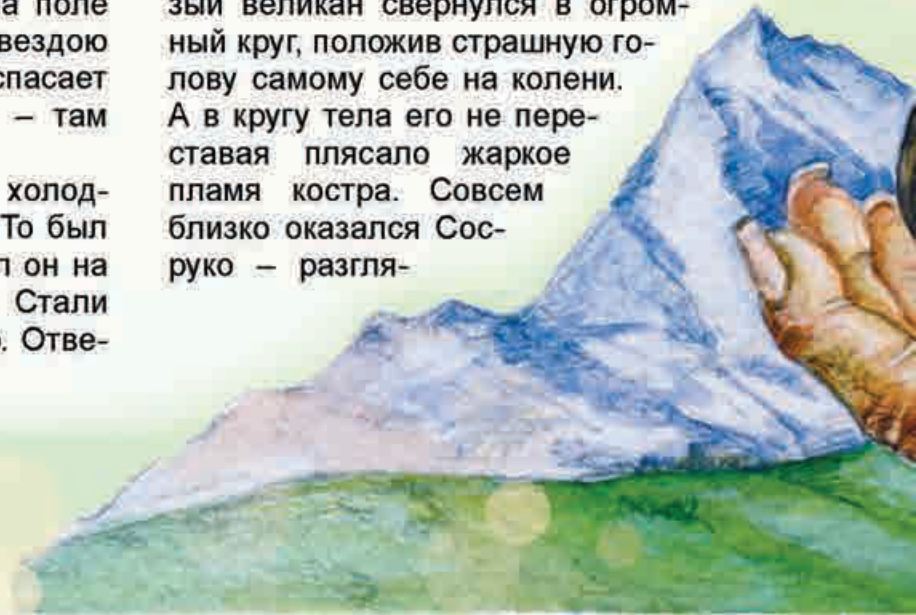 а поле
вездою
спасает
– там
холод-
То был
л он на
Стали
Отве-
зый великан свернулся в огром-
ный круг, положив страшную го-
лову самому себе на колени.
А в кругу тела его не пере-
ставая плясало жаркое
пламя костра. Совсем
близко оказался Сос-
руко – разгля-